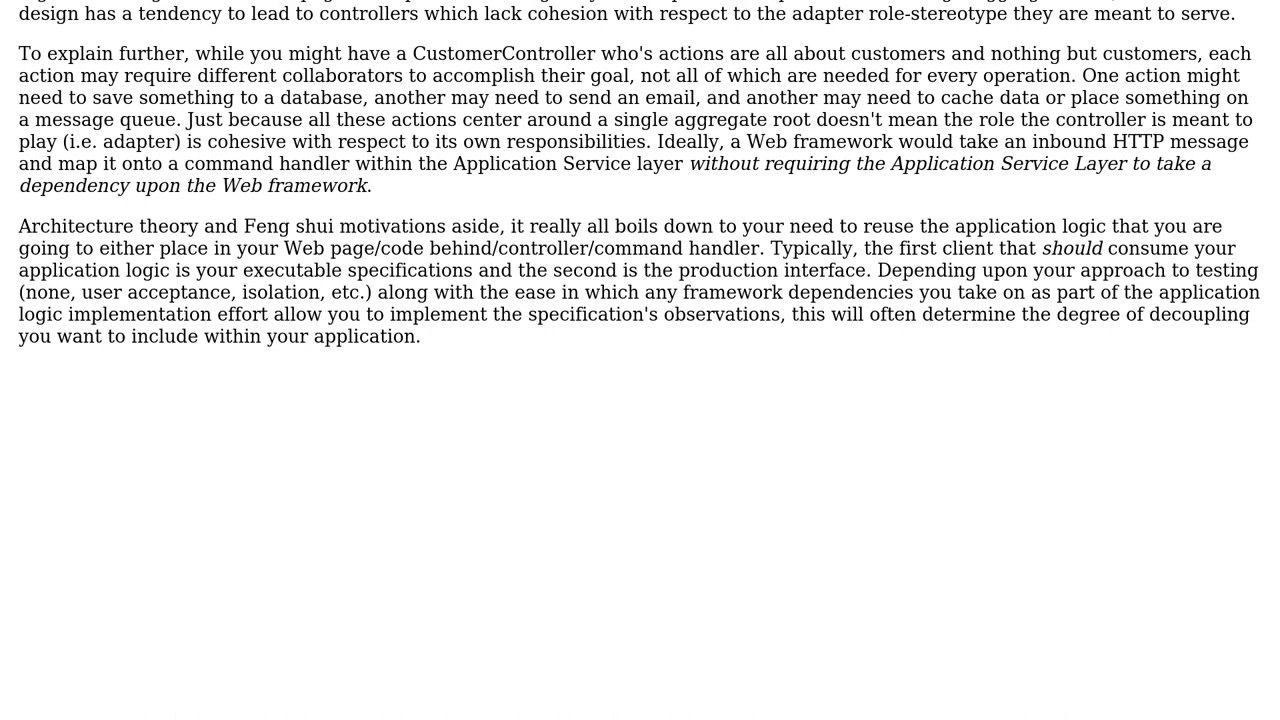 design has a tendency to lead to controllers which lack cohesion with respect to the adapter role-stereotype they are meant to serve.
To explain further, while you might have a CustomerController who's actions are all about customers and nothing but customers, each
action may require different collaborators to accomplish their goal, not all of which are needed for every operation. One action might
need to save something to a database, another may need to send an email, and another may need to cache data or place something on
a message queue. Just because all these actions center around a single aggregate root doesn't mean the role the controller is meant to
play (i.e. adapter) is cohesive with respect to its own responsibilities. Ideally, a Web framework would take an inbound HTTP message
and map it onto a command handler within the Application Service layer without requiring the Application Service Layer to take a
dependency upon the Web framework.
Architecture theory and Feng shui motivations aside, it really all boils down to your need to reuse the application logic that you are
going to either place in your Web page/code behind/controller/command handler. Typically, the first client that should consume your
application logic is your executable specifications and the second is the production interface. Depending upon your approach to testing
(none, user acceptance, isolation, etc.) along with the ease in which any framework dependencies you take on as part of the application
logic implementation effort allow you to implement the specification's observations, this will often determine the degree of decoupling
you want to include within your application.